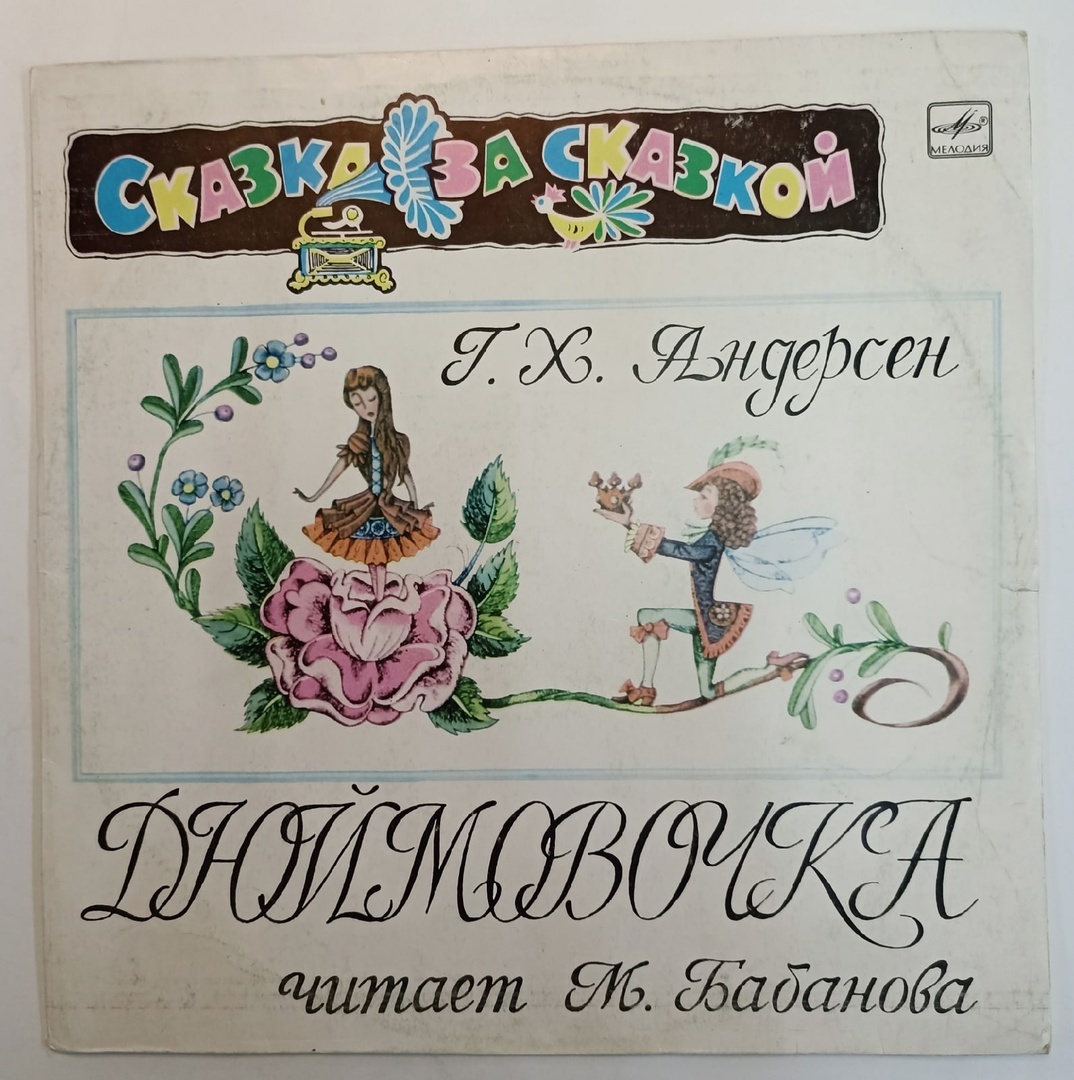 СКАЗКА ЗА СКАЗКОЙ
МЕЛОДИЯ
Г. Х. Андерсен
ДЮЙМОВОЧКА
читает М. Бабанова